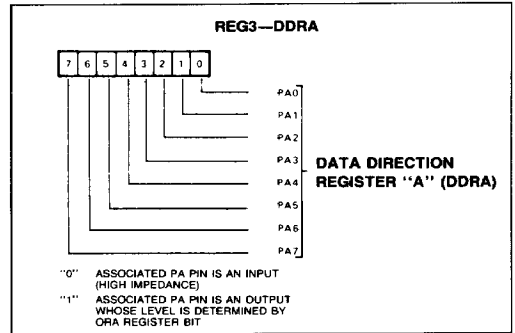 REG3—DDRA
7 6 5 4 3 2 1 0
PA0
PA1
PA2
PA3
PA4
PA5
PA6
PA7
DATA DIRECTION
REGISTER "A" (DDRA)
"0" ASSOCIATED PA PIN IS AN INPUT
(HIGH IMPEDANCE)
"1" ASSOCIATED PA PIN IS AN OUTPUT
WHOSE LEVEL IS DETERMINED BY
ORA REGISTER BIT